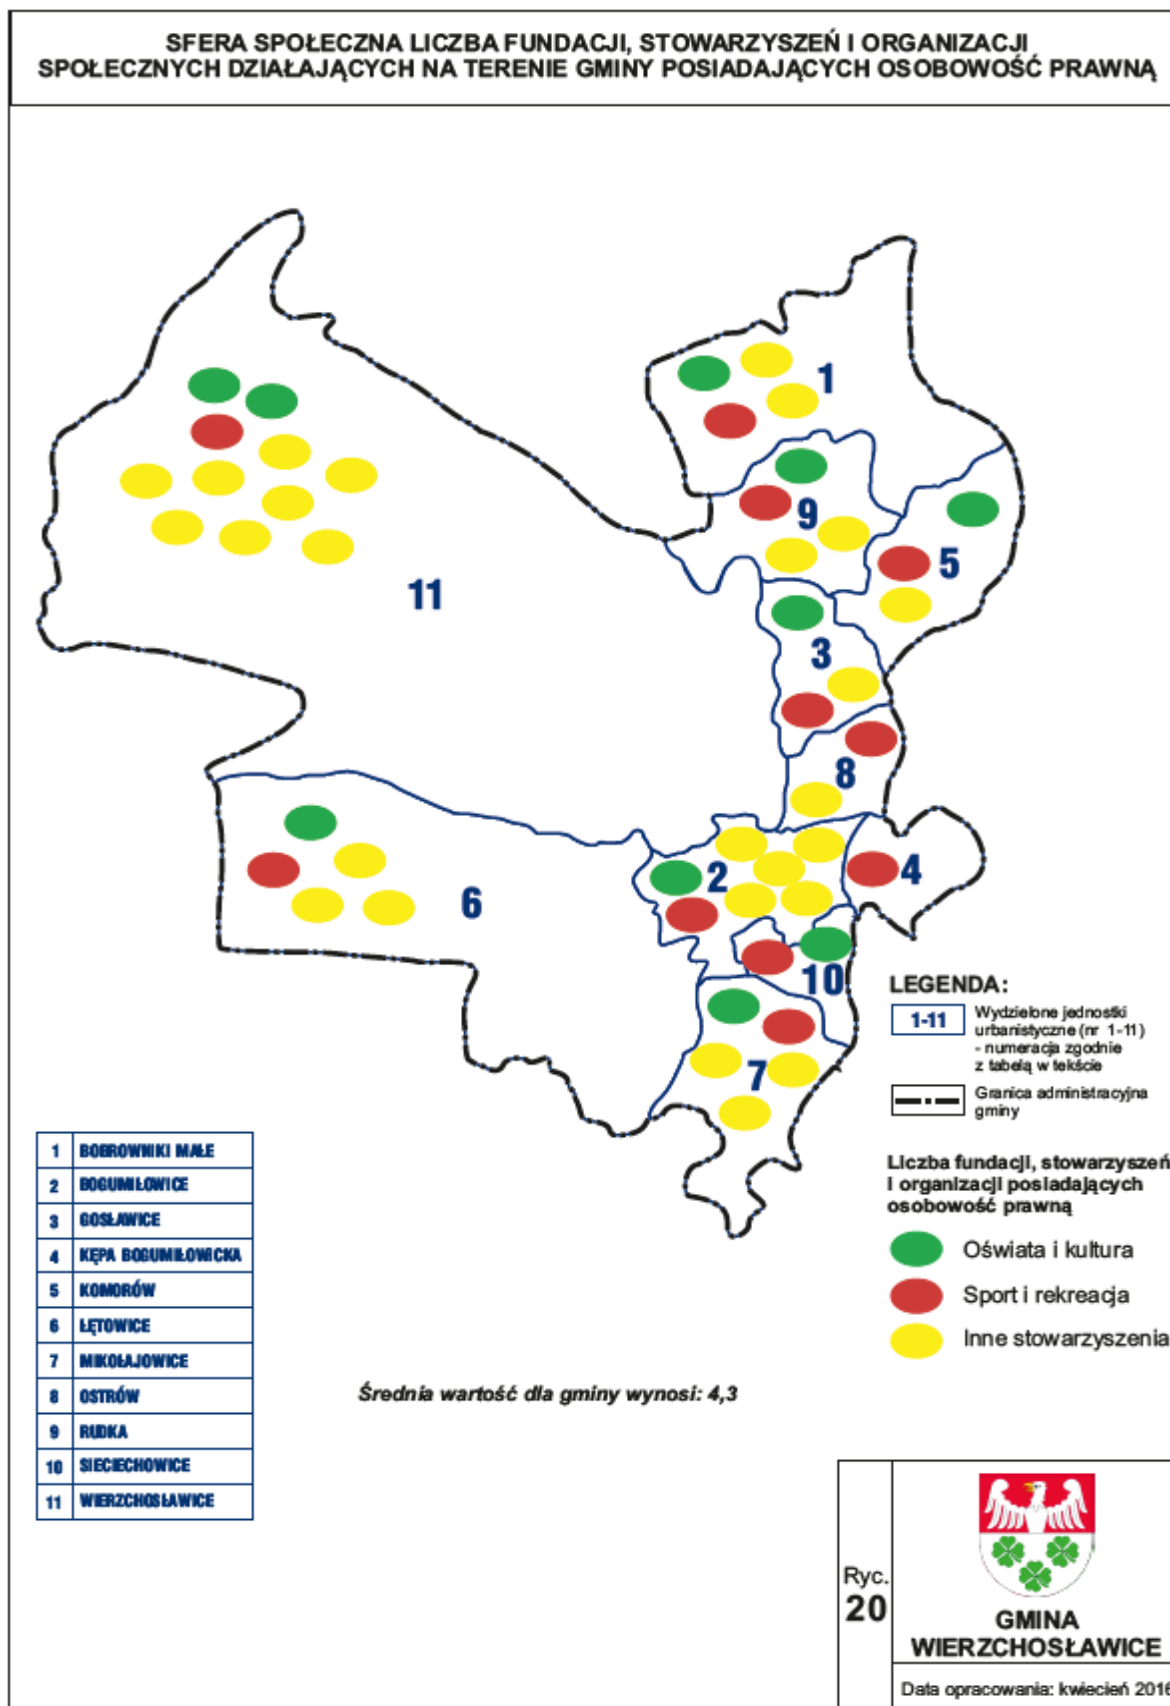 SFERA SPOŁECZNA LICZBA FUNDACJI, STOWARZYSZEŃ I ORGANIZACJI
SPOŁECZNYCH DZIAŁAJĄCYCH NA TERENIE GMINY POSIADAJĄCYCH OSOBOWOŚĆ PRAWNĄ
1
9
5
11
3
8
2
4
6
10
7
LEGENDA:
1-11 Wydzielone jednostki
urbanistyczne (nr 1-11)
- numeracja zgodnie
z tabelą w tekście
Granica administracyjna
gminy
Liczba fundacji, stowarzyszeń
i organizacji posiadających
osobowość prawną
Oświata i kultura
Sport i rekreacja
Inne stowarzyszenia
1 BOBROWNIKI MAŁE
2 BOGUMIŁOWICE
3 GOSŁAWICE
4 KĘPA BOGUMIŁOWICKA
5 KOMORÓW
6 ŁĘTOWICE
7 MIKOŁAJOWICE
8 OSTRÓW
9 RUDKA
10 SIECIECHOWICE
11 WIERZCHOSŁAWICE
Średnia wartość dla gminy wynosi: 4,3
Ryc.
20
GMINA
WIERZCHOSŁAWICE
Data opracowania: kwiecień 2016